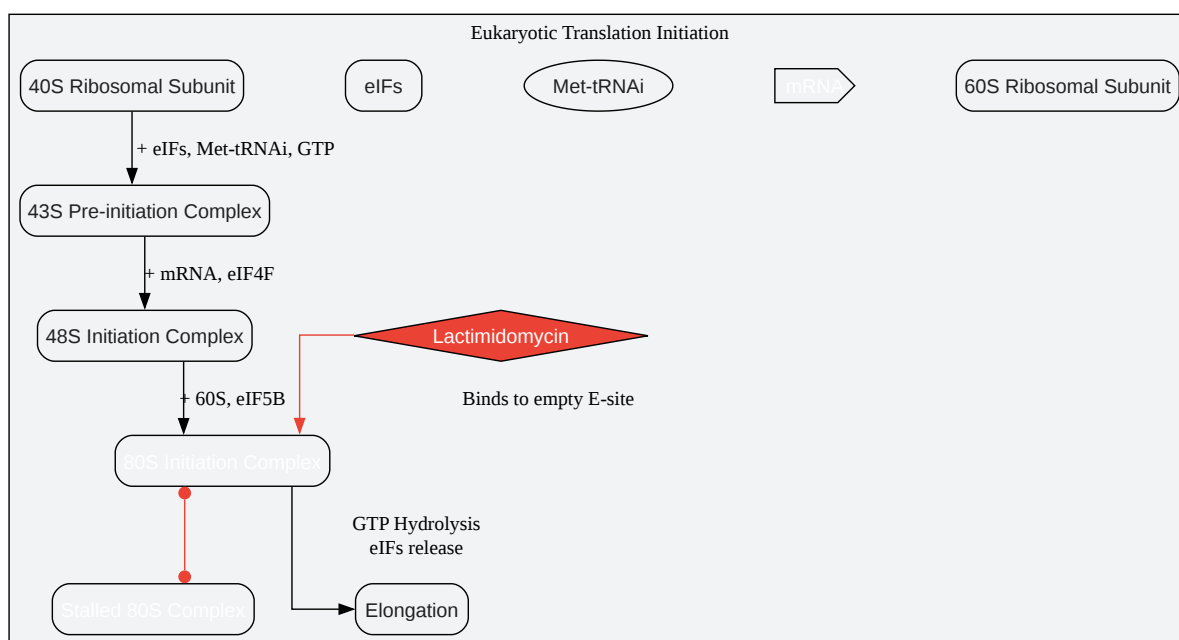 Eukaryotic Translation Initiation
40S Ribosomal Subunit
eIFs
Met-tRNAi
mRNA
60S Ribosomal Subunit
+ eIFs, Met-tRNAi, GTP
43S Pre-initiation Complex
+ mRNA, eIF4F
48S Initiation Complex
Lactimidomycin
+ 60S, eIF5B
Binds to empty E-site
80S Initiation Complex
GTP Hydrolysis
eIFs release
Stalled 80S Complex
Elongation